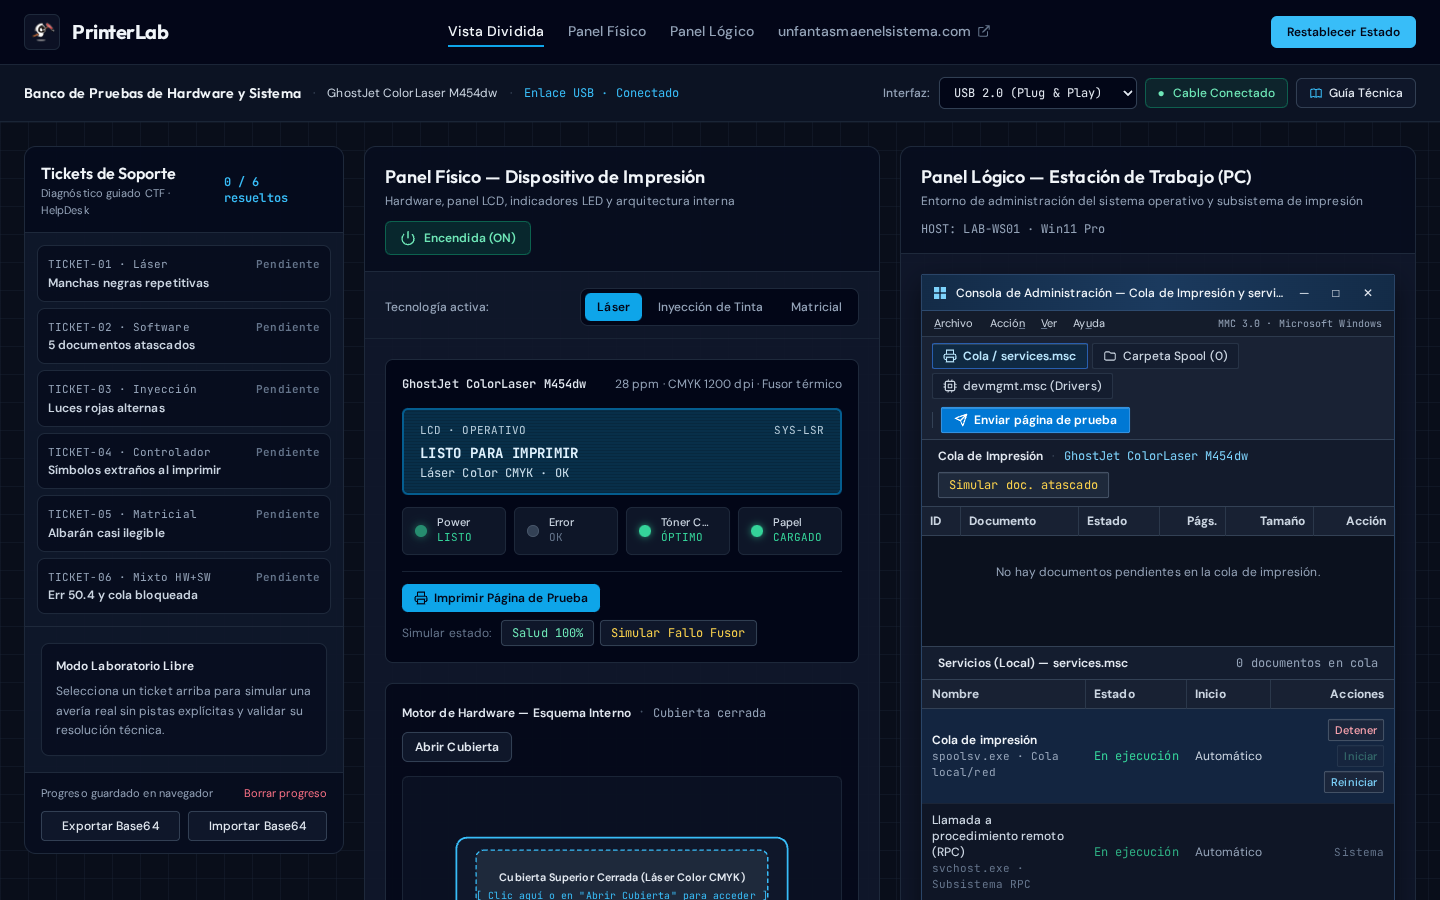 PrinterLab
Vista Dividida
Panel Físico
Panel Lógico
unfantasmaenelsistema.com
Restablecer Estado
Banco de Pruebas de Hardware y Sistema · GhostJet ColorLaser M454dw · Enlace USB · Conectado
Interfaz:
USB 2.0 (Plug & Play)
Cable Conectado
Guía Técnica
Tickets de Soporte
Diagnóstico guiado CTF ·
HelpDesk
0 / 6
resueltos
TICKET-01 · Láser Pendiente
Manchas negras repetitivas
TICKET-02 · Software Pendiente
5 documentos atascados
TICKET-03 · Inyección Pendiente
Luces rojas alternas
TICKET-04 · Controlador Pendiente
Símbolos extraños al imprimir
TICKET-05 · Matricial Pendiente
Albarán casi ilegible
TICKET-06 · Mixto HW+SW Pendiente
Err 50.4 y cola bloqueada
Modo Laboratorio Libre
Selecciona un ticket arriba para simular una
avería real sin pistas explícitas y validar su
resolución técnica.
Progreso guardado en navegador Borrar progreso
Exportar Base64
Importar Base64
Panel Físico — Dispositivo de Impresión
Hardware, panel LCD, indicadores LED y arquitectura interna
Encendida (ON)
Tecnología activa:
Láser
Inyección de Tinta
Matricial
GhostJet ColorLaser M454dw 28 ppm · CMYK 1200 dpi · Fusor térmico
LCD · OPERATIVO SYS-LSR
LISTO PARA IMPRIMIR
Láser Color CMYK · OK
Power
LISTO
Error
OK
Tóner C...
ÓPTIMO
Papel
CARGADO
Imprimir Página de Prueba
Simular estado:
Salud 100%
Simular Fallo Fusor
Motor de Hardware — Esquema Interno · Cubierta cerrada
Abrir Cubierta
Cubierta Superior Cerrada (Láser Color CMYK)
[ Clic aquí o en "Abrir Cubierta" para acceder ]
Panel Lógico — Estación de Trabajo (PC)
Entorno de administración del sistema operativo y subsistema de impresión
HOST: LAB-WS01 · Win11 Pro
Consola de Administración — Cola de Impresión y servi...
Archivo Acción Ver Ayuda MMC 3.0 · Microsoft Windows
Cola / services.msc
Carpeta Spool (0)
devmgmt.msc (Drivers)
Enviar página de prueba
Cola de Impresión · GhostJet ColorLaser M454dw
Simular doc. atascado
ID Documento Estado Págs. Tamaño Acción
No hay documentos pendientes en la cola de impresión.
Servicios (Local) — services.msc 0 documentos en cola
Nombre Estado Inicio Acciones
Cola de impresión
spoolsv.exe · Cola
local/red
En ejecución
Automático
Detener
Iniciar
Reiniciar
Llamada a
procedimiento remoto
(RPC)
svchost.exe ·
Subsistema RPC
En ejecución
Automático
Sistema